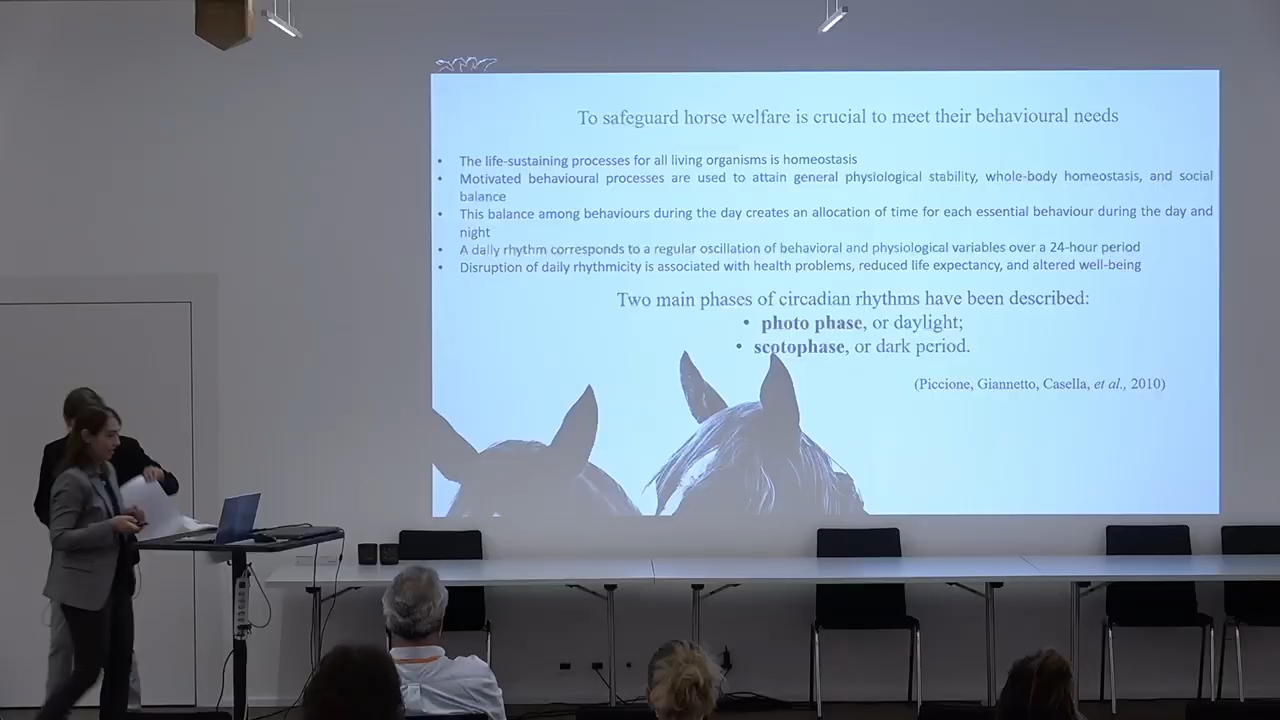 To safeguard horse welfare is crucial to meet their behavioural needs
• The life-sustaining processes for all living organisms is homeostasis
• Motivated behavioural processes are used to attain general physiological stability, whole-body homeostasis, and social
balance
• This balance among behaviours during the day creates an allocation of time for each essential behaviour during the day and
night
• A daily rhythm corresponds to a regular oscillation of behavioral and physiological variables over a 24-hour period
• Disruption of daily rhythmicity is associated with health problems, reduced life expectancy, and altered well-being
Two main phases of circadian rhythms have been described:
• photo phase, or daylight;
• scotophase, or dark period.
(Piccione, Giannetto, Casella, et al., 2010)